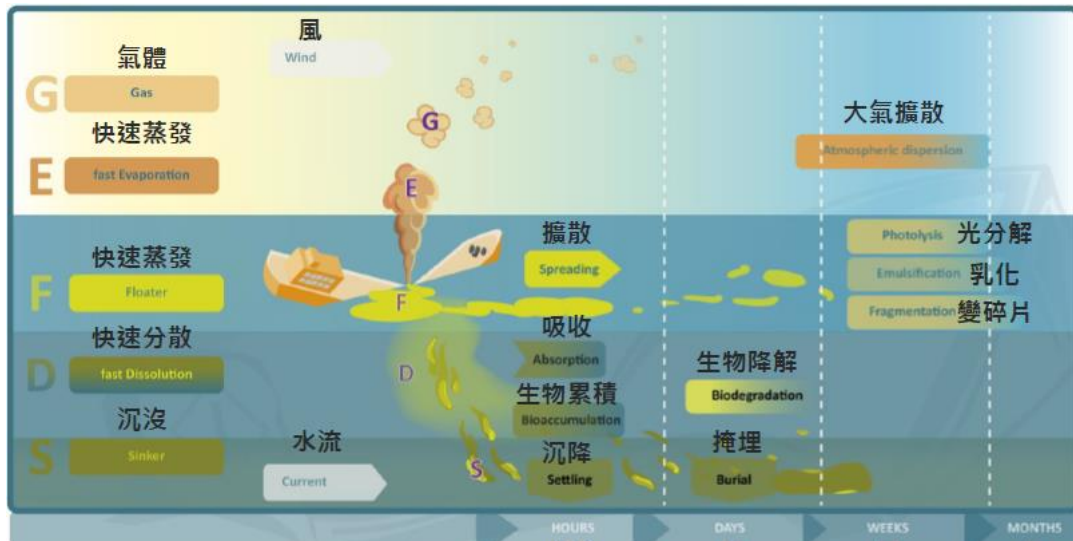 風
Wind
氣體
G
Gas
G
快速蒸發
大氣擴散
Atmospheric dispersion
E
fast Evaporation
E
擴散
Spreading
Photolysis 光分解
快速蒸發
Emulsification 乳化
F
Floater
F
Fragmentation 變碎片
快速分散
吸收
Absorption
D
fast Dissolution
D
生物降解
Biodegradation
生物累積
Bioaccumulation
沉沒
S
Sinker
水流
Current
S
沉降
Settling
掩埋
Burial
HOURS
DAYS
WEEKS
MONTHS